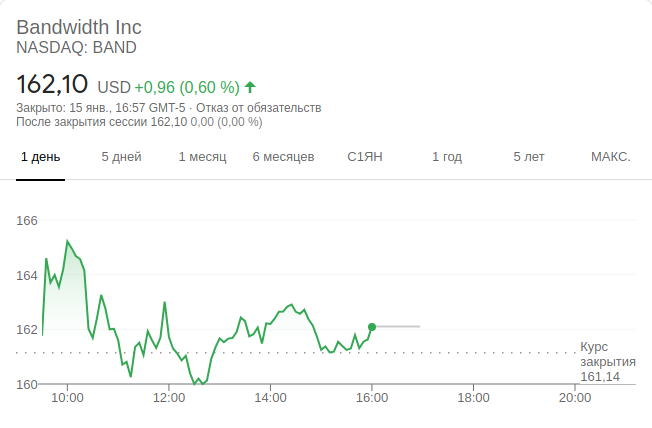 Bandwidth Inc
NASDAQ: BAND
162,10 USD +0,96 (0,60 %)
Закрыто: 15 янв., 16:57 GMT-5 · Отказ от обязательств
После закрытия сессии 162,10 0,00 (0,00 %)
1 день 5 дней 1 месяц 6 месяцев С1ЯН 1 год 5 лет МАКС.
166
164
162
Курс
закрытия
161,14
160
10:00 12:00 14:00 16:00 18:00 20:00